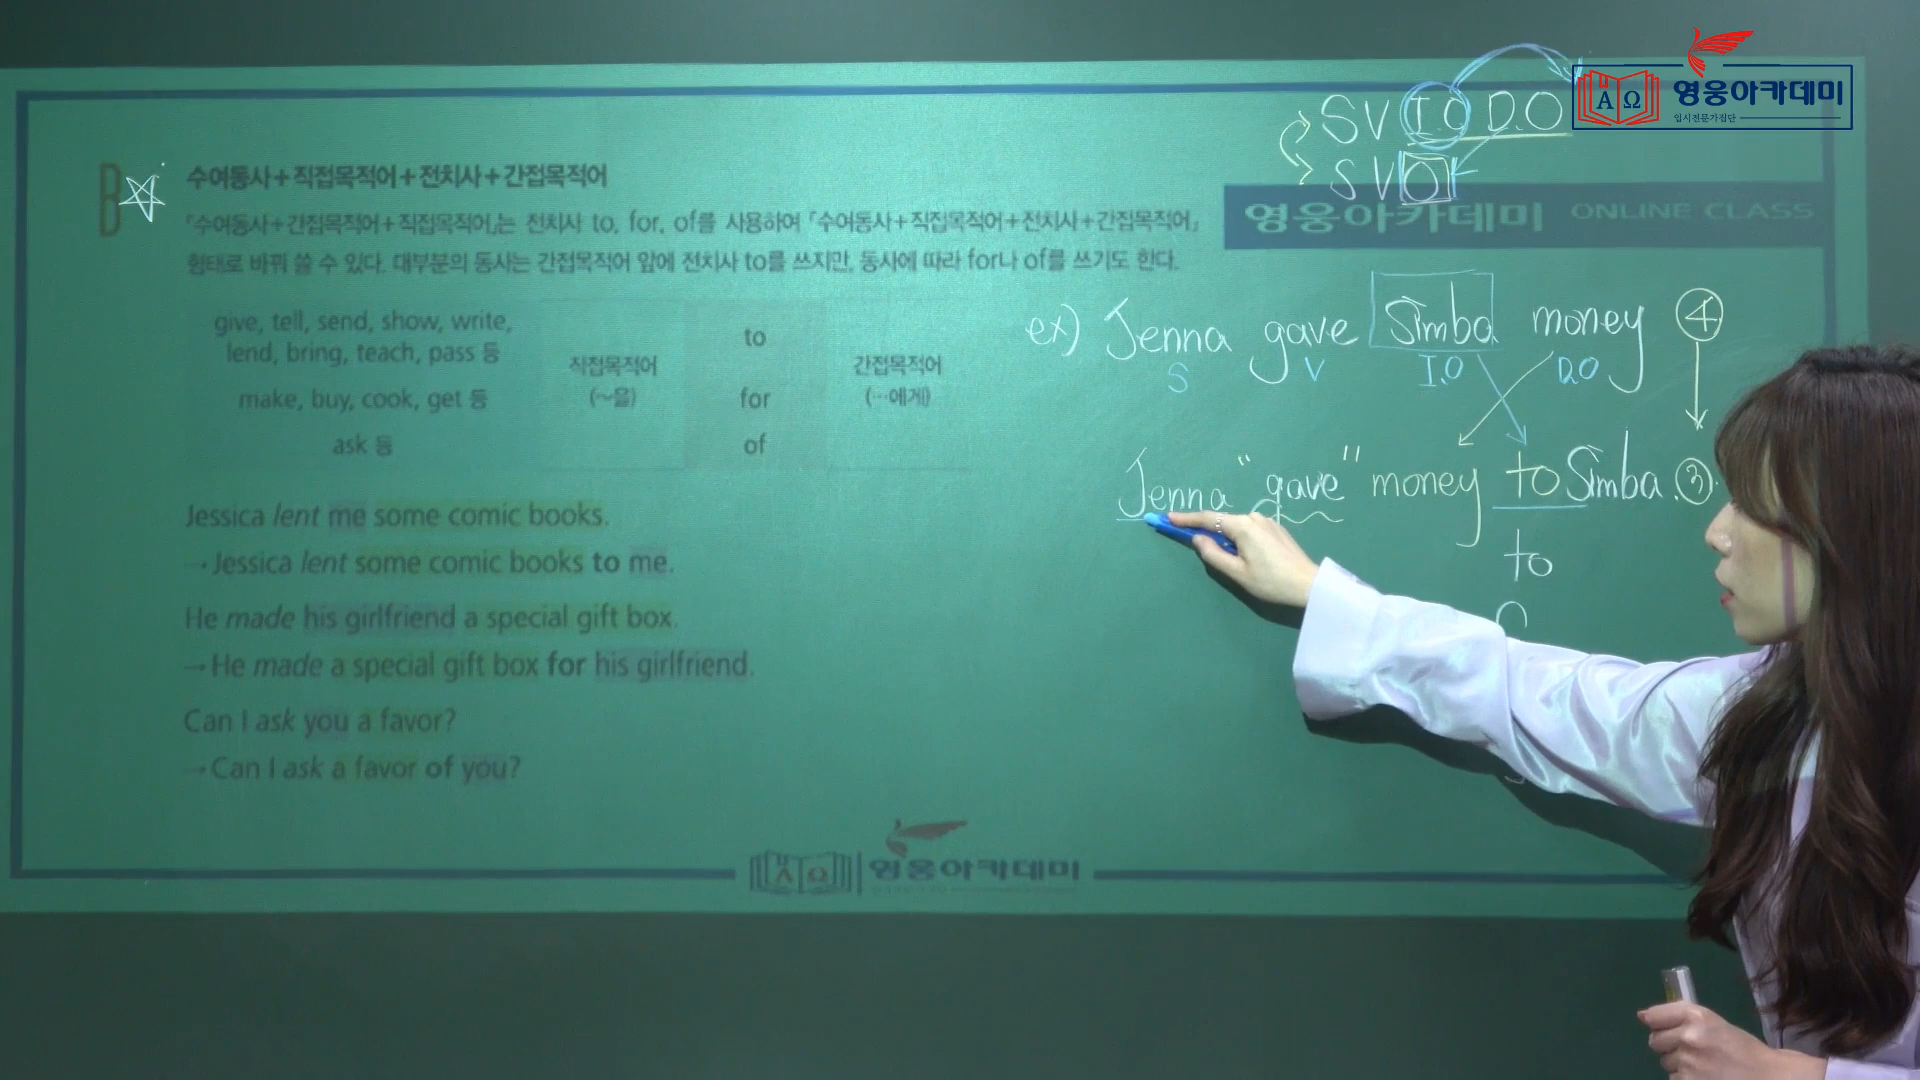 영웅아카데미
입시전문가집단
S V I.O D.O
S V O
영웅아카데미 ONLINE CLASS
B 수여동사+직접목적어+전치사+간접목적어
「수여동사+간접목적어+직접목적어」는 전치사 to, for, of를 사용하여 「수여동사+직접목적어+전치사+간접목적어」
형태로 바꿔 쓸 수 있다. 대부분의 동사는 간접목적어 앞에 전치사 to를 쓰지만, 동사에 따라 for나 of를 쓰기도 한다.
give, tell, send, show, write,
lend, bring, teach, pass 등
make, buy, cook, get 등
ask 등
직접목적어
(~을)
to
for
of
간접목적어
(…에게)
Jessica lent me some comic books.
→ Jessica lent some comic books to me.
He made his girlfriend a special gift box.
→ He made a special gift box for his girlfriend.
Can I ask you a favor?
→ Can I ask a favor of you?
ex) Jenna gave Simba money ④
S V I.O D.O
Jenna "gave" money to Simba. ③
to
영웅아카데미